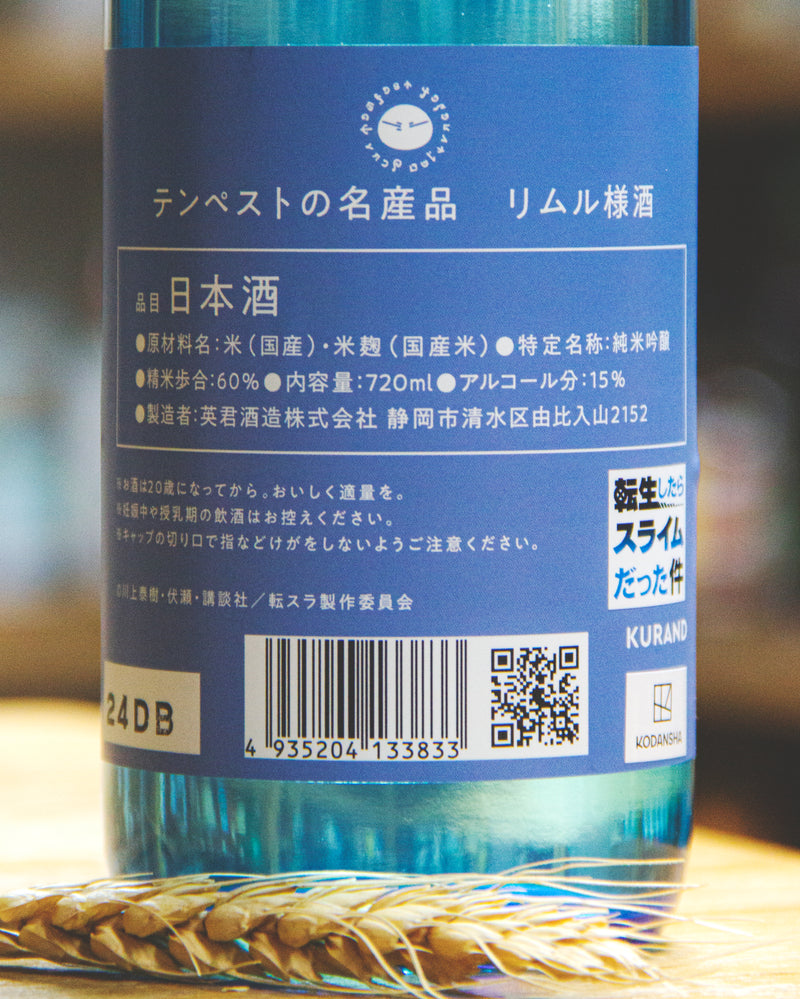 テンペストの名産品　リムル様酒
品目 日本酒
●原材料名:米(国産)・米麹(国産米)●特定名称:純米吟醸
●精米歩合:60%●内容量:720ml●アルコール分:15%
●製造者:英君酒造株式会社 静岡市清水区由比入山2152
※お酒は20歳になってから。おいしく適量を。
※妊娠中や授乳期の飲酒はお控えください。
※キャップの切り口で指などけがをしないようご注意ください。
©川上泰樹・伏瀬・講談社/転スラ製作委員会
転生したら
スライム
だった件
KURAND
24DB
4 935204 133833
KODANSHA